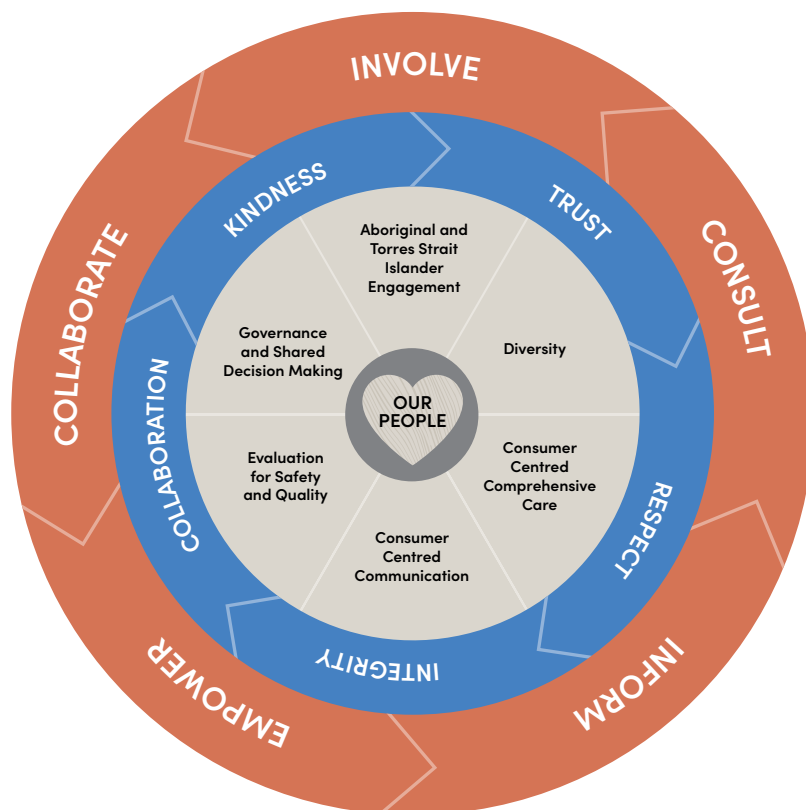 INVOLVE
CONSULT
INFORM
EMPOWER
COLLABORATE
KINDNESS
TRUST
RESPECT
INTEGRITY
COLLABORATION
Aboriginal and
Torres Strait
Islander
Engagement
Diversity
Consumer
Centred
Comprehensive
Care
Consumer
Centred
Communication
Evaluation
for Safety
and Quality
Governance
and Shared
Decision Making
OUR
PEOPLE